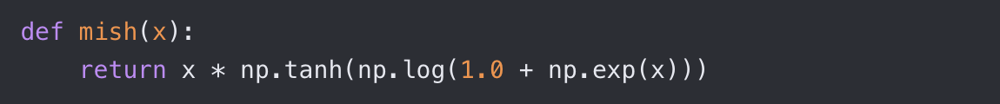 def mish(x):
    return x * np.tanh(np.log(1.0 + np.exp(x)))